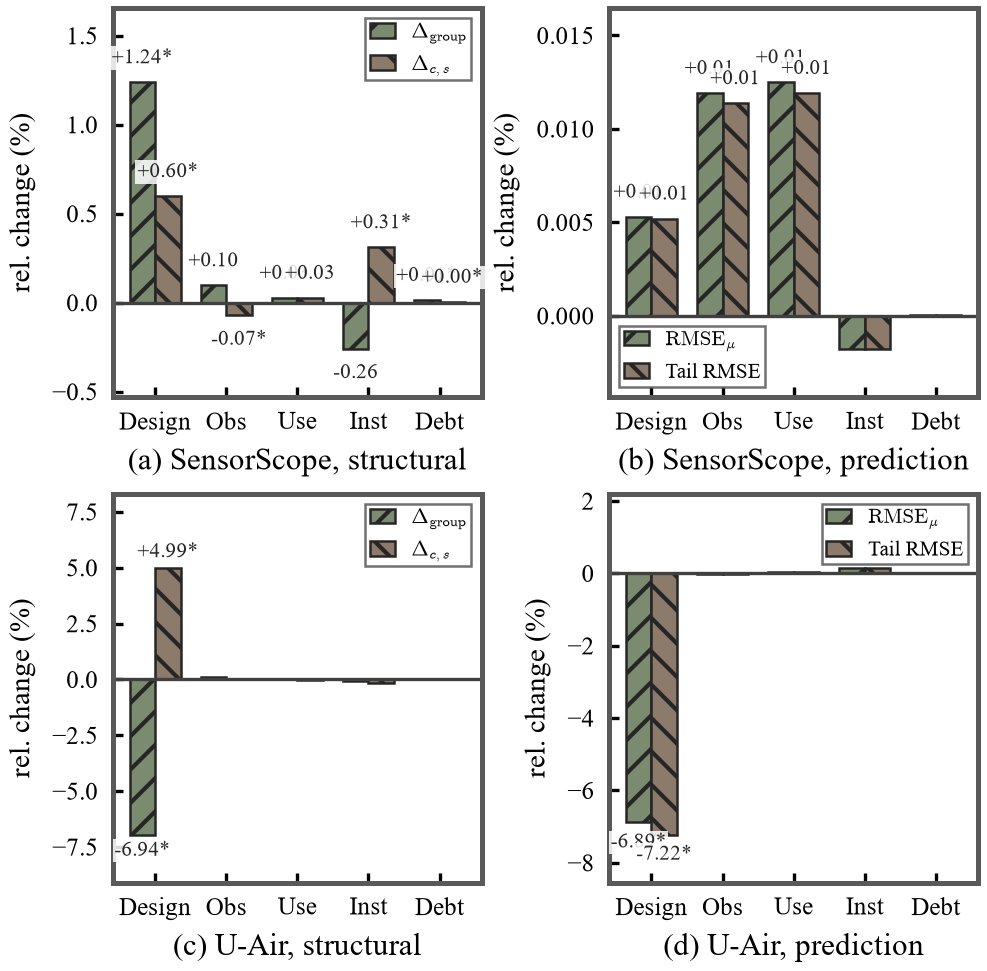 1.5
1.0
0.5
0.0
−0.5
rel. change (%)
Δgroup
Δc, s
+1.24*
+0.60*
+0.10
-0.07*
+0.03
-0.26
+0.31*
+0.00*
Design Obs Use Inst Debt
(a) SensorScope, structural
0.015
0.010
0.005
0.000
rel. change (%)
+0.01
+0.01
+0.01
+0.01
+0.01
RMSEμ
Tail RMSE
Design Obs Use Inst Debt
(b) SensorScope, prediction
7.5
5.0
2.5
0.0
−2.5
−5.0
−7.5
rel. change (%)
Δgroup
Δc, s
+4.99*
-6.94*
Design Obs Use Inst Debt
(c) U-Air, structural
2
0
−2
−4
−6
−8
rel. change (%)
RMSEμ
Tail RMSE
-6.89*
-7.22*
Design Obs Use Inst Debt
(d) U-Air, prediction